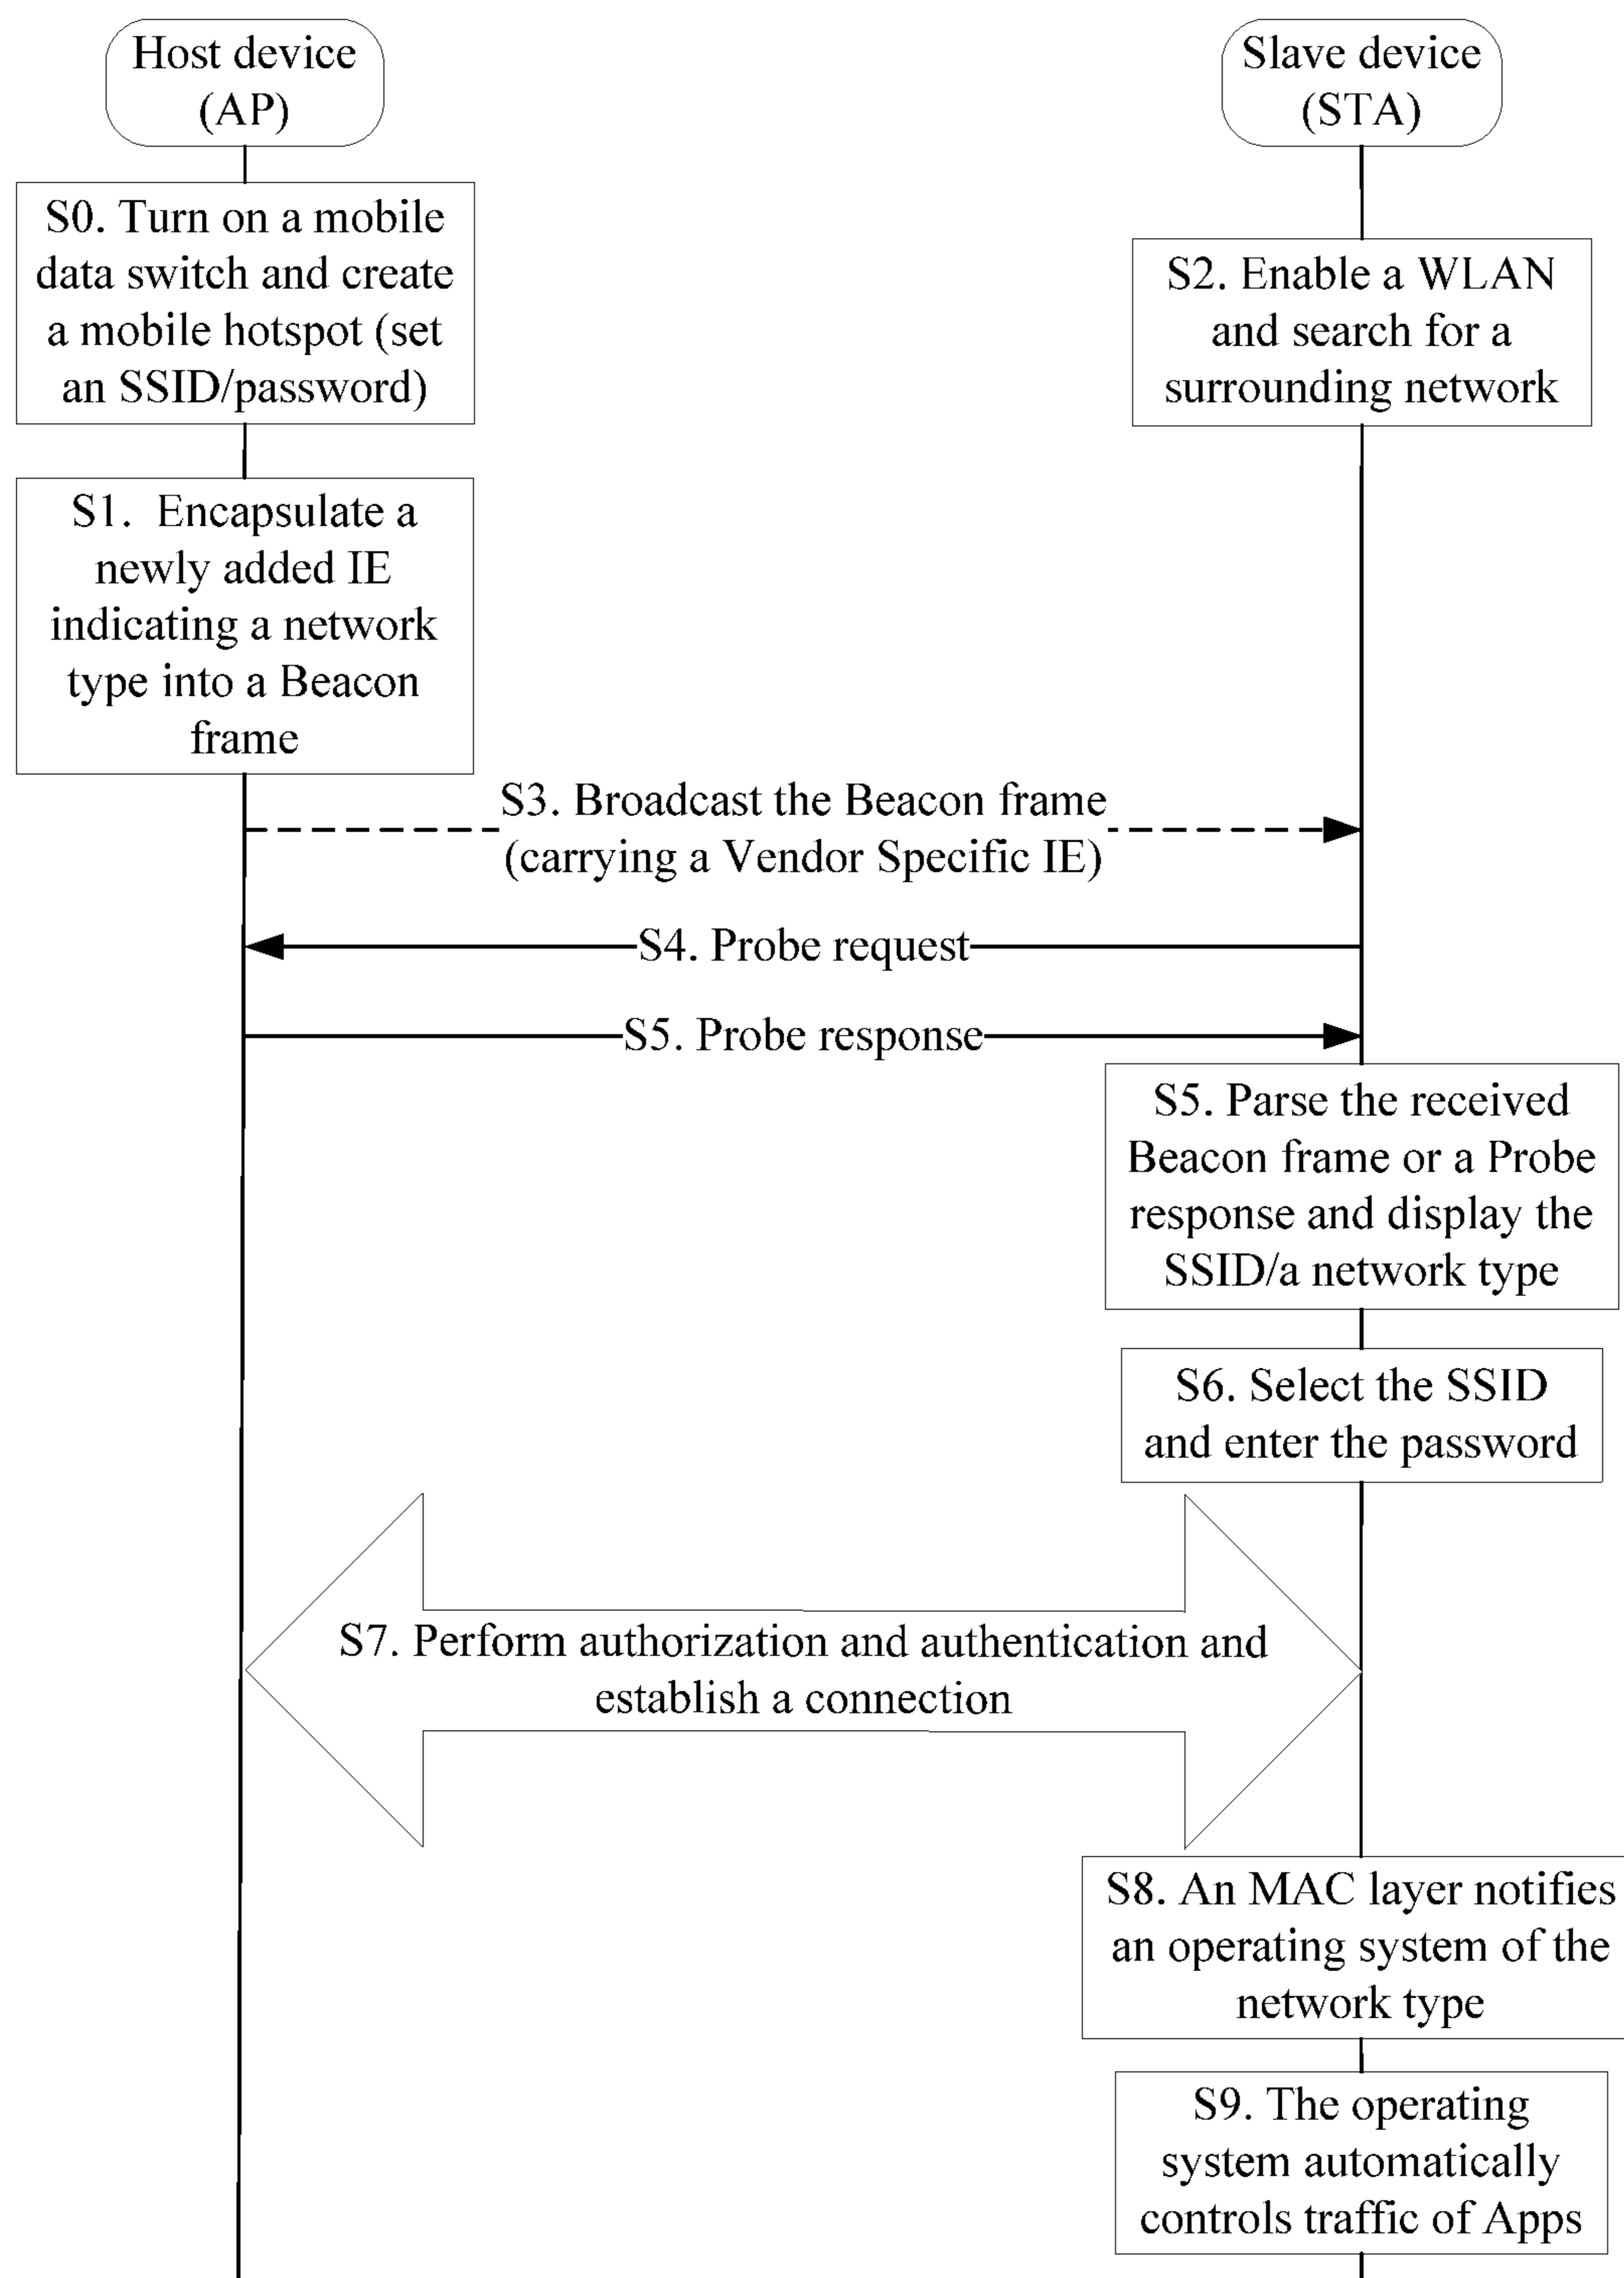 Host device
(AP)
Slave device
(STA)
S0. Turn on a mobile
data switch and create
a mobile hotspot (set
an SSID/password)
S2. Enable a WLAN
and search for a
surrounding network
S1.  Encapsulate a
newly added IE
indicating a network
type into a Beacon
frame
S3. Broadcast the Beacon frame
(carrying a Vendor Specific IE)
S4. Probe request
S5. Probe response
S5. Parse the received
Beacon frame or a Probe
response and display the
SSID/a network type
S6. Select the SSID
and enter the password
S7. Perform authorization and authentication and
establish a connection
S8. An MAC layer notifies
an operating system of the
network type
S9. The operating
system automatically
controls traffic of Apps